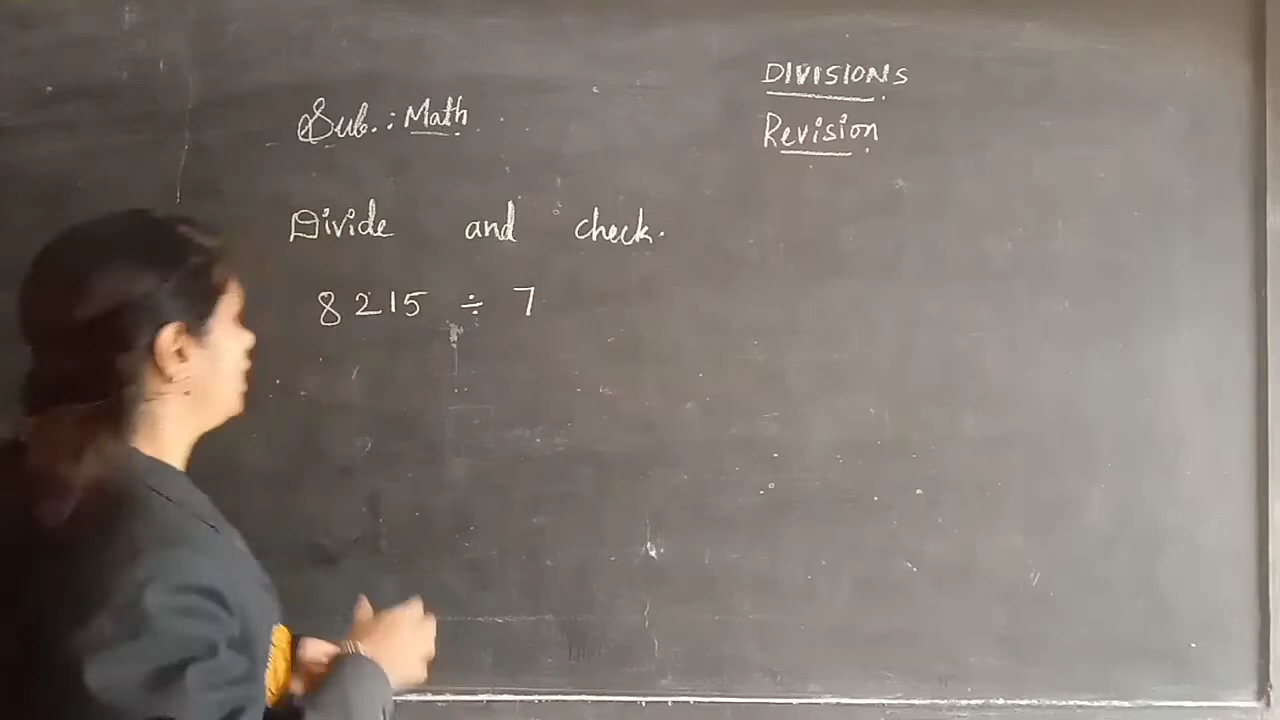 DIVISIONS
Sub. : Math
Revision
Divide and check.
8215 ÷ 7